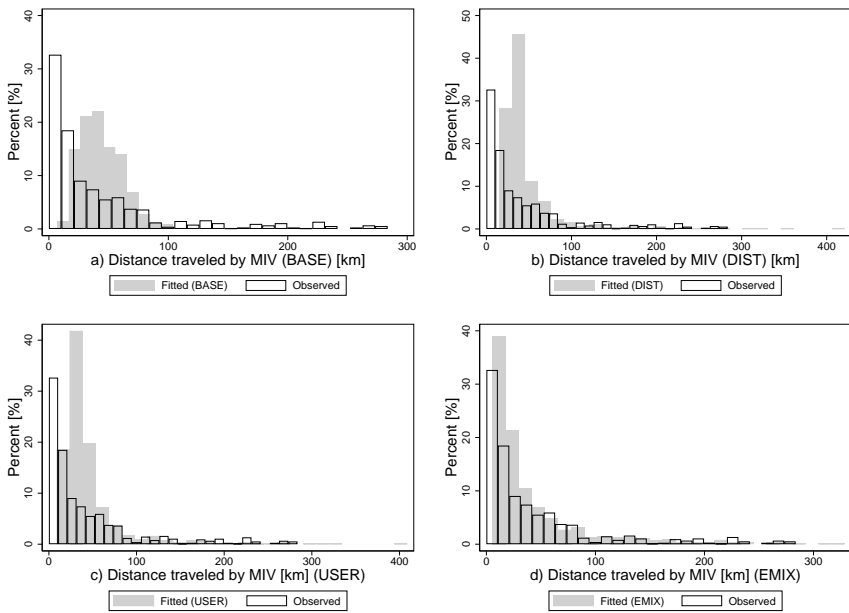 Percent [%]
0 10 20 30 40
0 100 200 300
a) Distance traveled by MIV (BASE) [km]
Fitted (BASE) Observed
Percent [%]
0 10 20 30 40 50
0 100 200 300 400
b) Distance traveled by MIV (DIST) [km]
Fitted (DIST) Observed
Percent [%]
0 10 20 30 40
0 100 200 300 400
c) Distance traveled by MIV [km] (USER)
Fitted (USER) Observed
Percent [%]
0 10 20 30 40
0 100 200 300
d) Distance traveled by MIV [km] (EMIX)
Fitted (EMIX) Observed